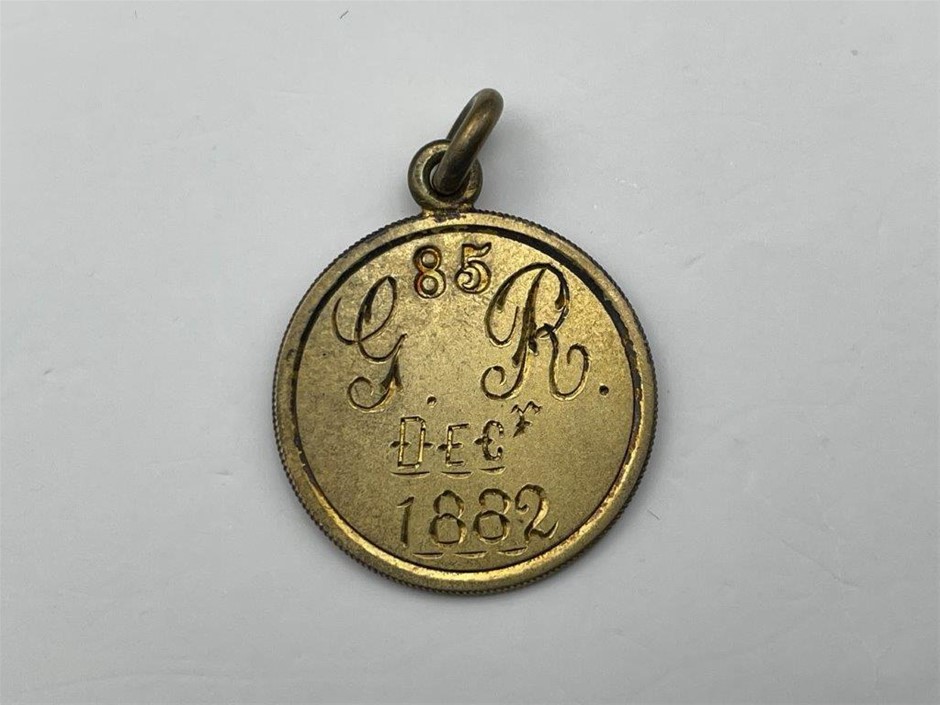 85
G. R.
DECr
1882